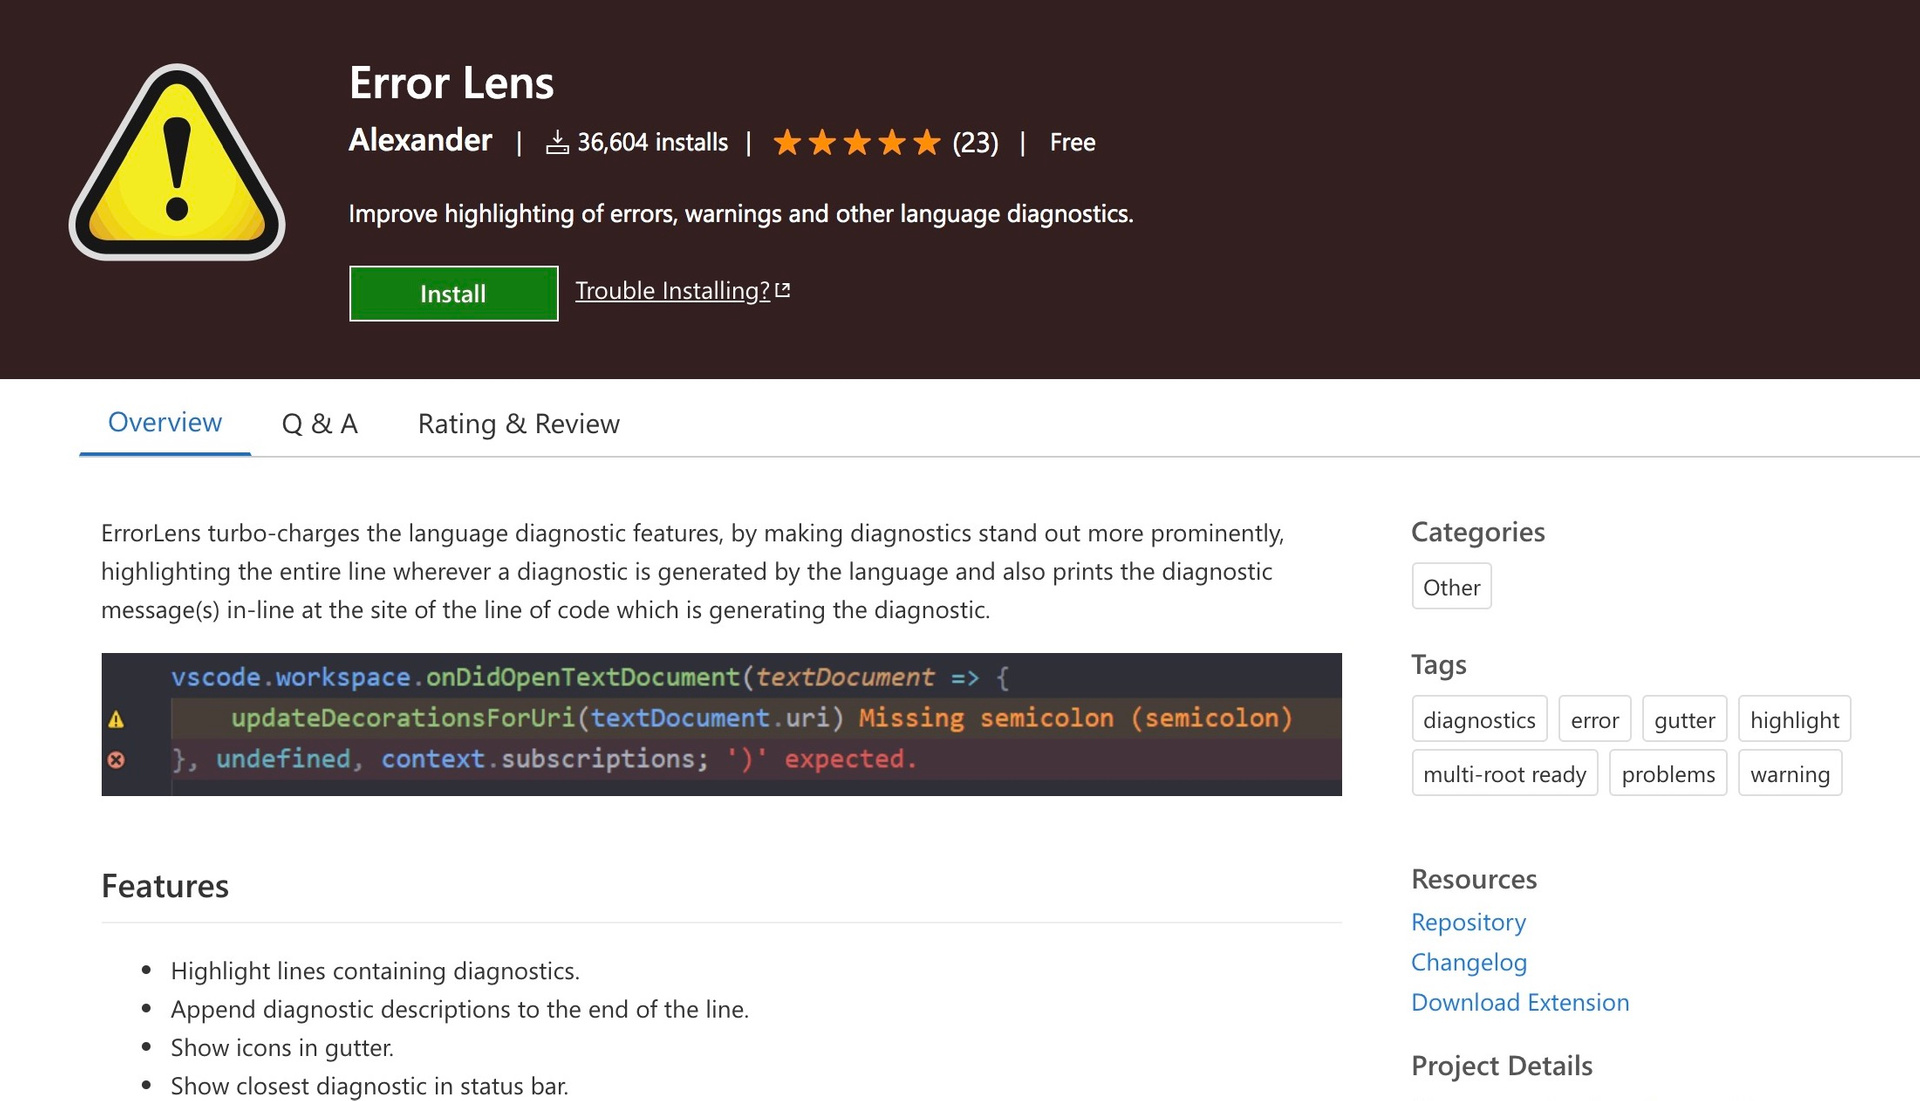 Error Lens
Alexander | 36,604 installs | (23) | Free
Improve highlighting of errors, warnings and other language diagnostics.
Install Trouble Installing?
Overview Q & A Rating & Review
ErrorLens turbo-charges the language diagnostic features, by making diagnostics stand out more prominently,
highlighting the entire line wherever a diagnostic is generated by the language and also prints the diagnostic
message(s) in-line at the site of the line of code which is generating the diagnostic.
vscode.workspace.onDidOpenTextDocument(textDocument => {
updateDecorationsForUri(textDocument.uri) Missing semicolon (semicolon)
}, undefined, context.subscriptions; ')' expected.
Features
• Highlight lines containing diagnostics.
• Append diagnostic descriptions to the end of the line.
• Show icons in gutter.
• Show closest diagnostic in status bar.
Categories
Other
Tags
diagnostics error gutter highlight
multi-root ready problems warning
Resources
Repository
Changelog
Download Extension
Project Details